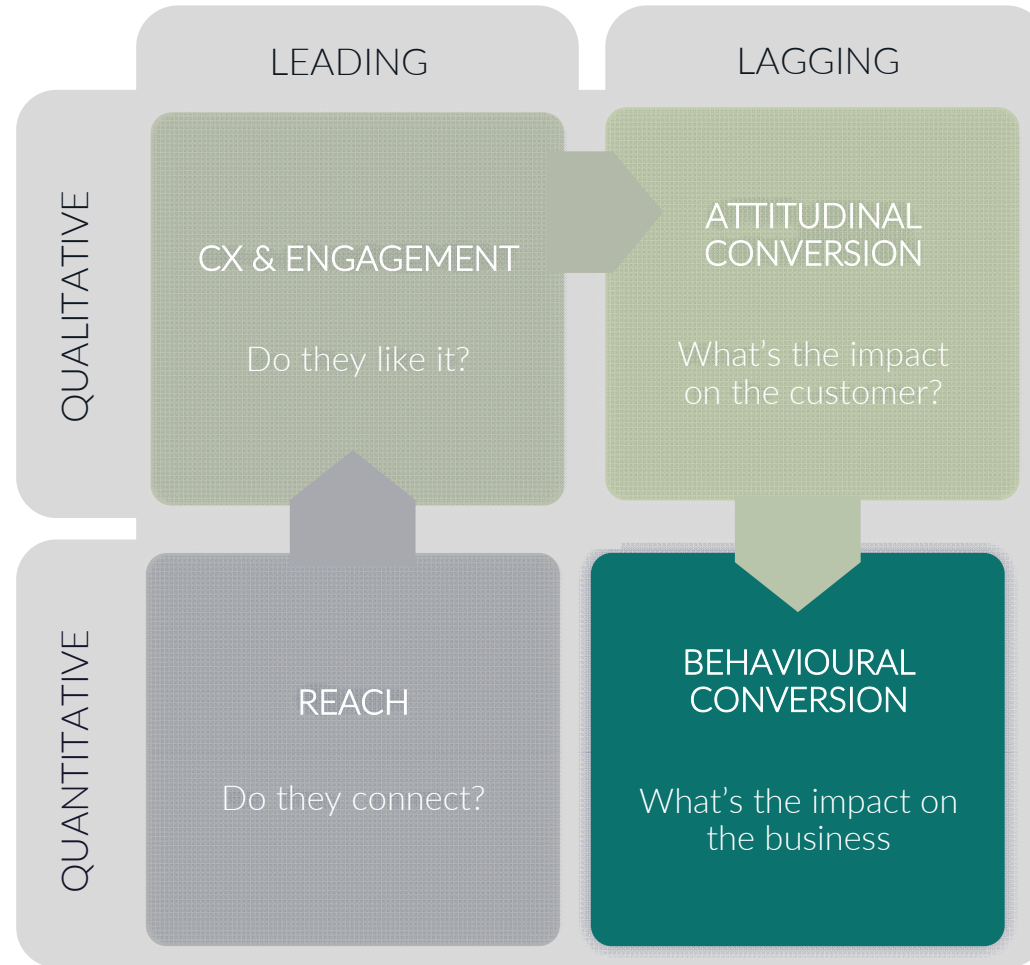 LEADING
LAGGING
QUALITATIVE
CX & ENGAGEMENT
Do they like it?
ATTITUDINAL
CONVERSION
What's the impact
on the customer?
QUANTITATIVE
REACH
Do they connect?
BEHAVIOURAL
CONVERSION
What's the impact on
the business